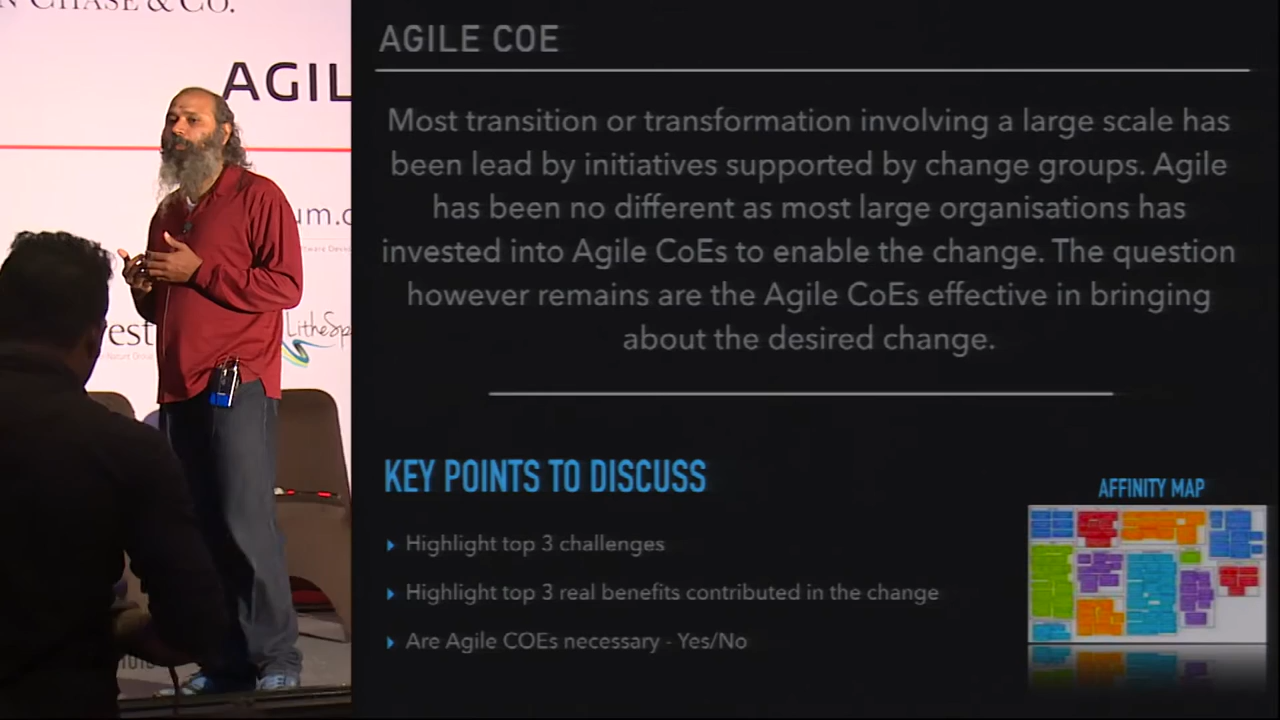 CHASE & CO.
AGIL
um.c
est
LitheSp
AGILE COE
Most transition or transformation involving a large scale has
been lead by initiatives supported by change groups. Agile
has been no different as most large organisations has
invested into Agile CoEs to enable the change. The question
however remains are the Agile CoEs effective in bringing
about the desired change.
KEY POINTS TO DISCUSS
Highlight top 3 challenges
Highlight top 3 real benefits contributed in the change
Are Agile COEs necessary - Yes/No
AFFINITY MAP